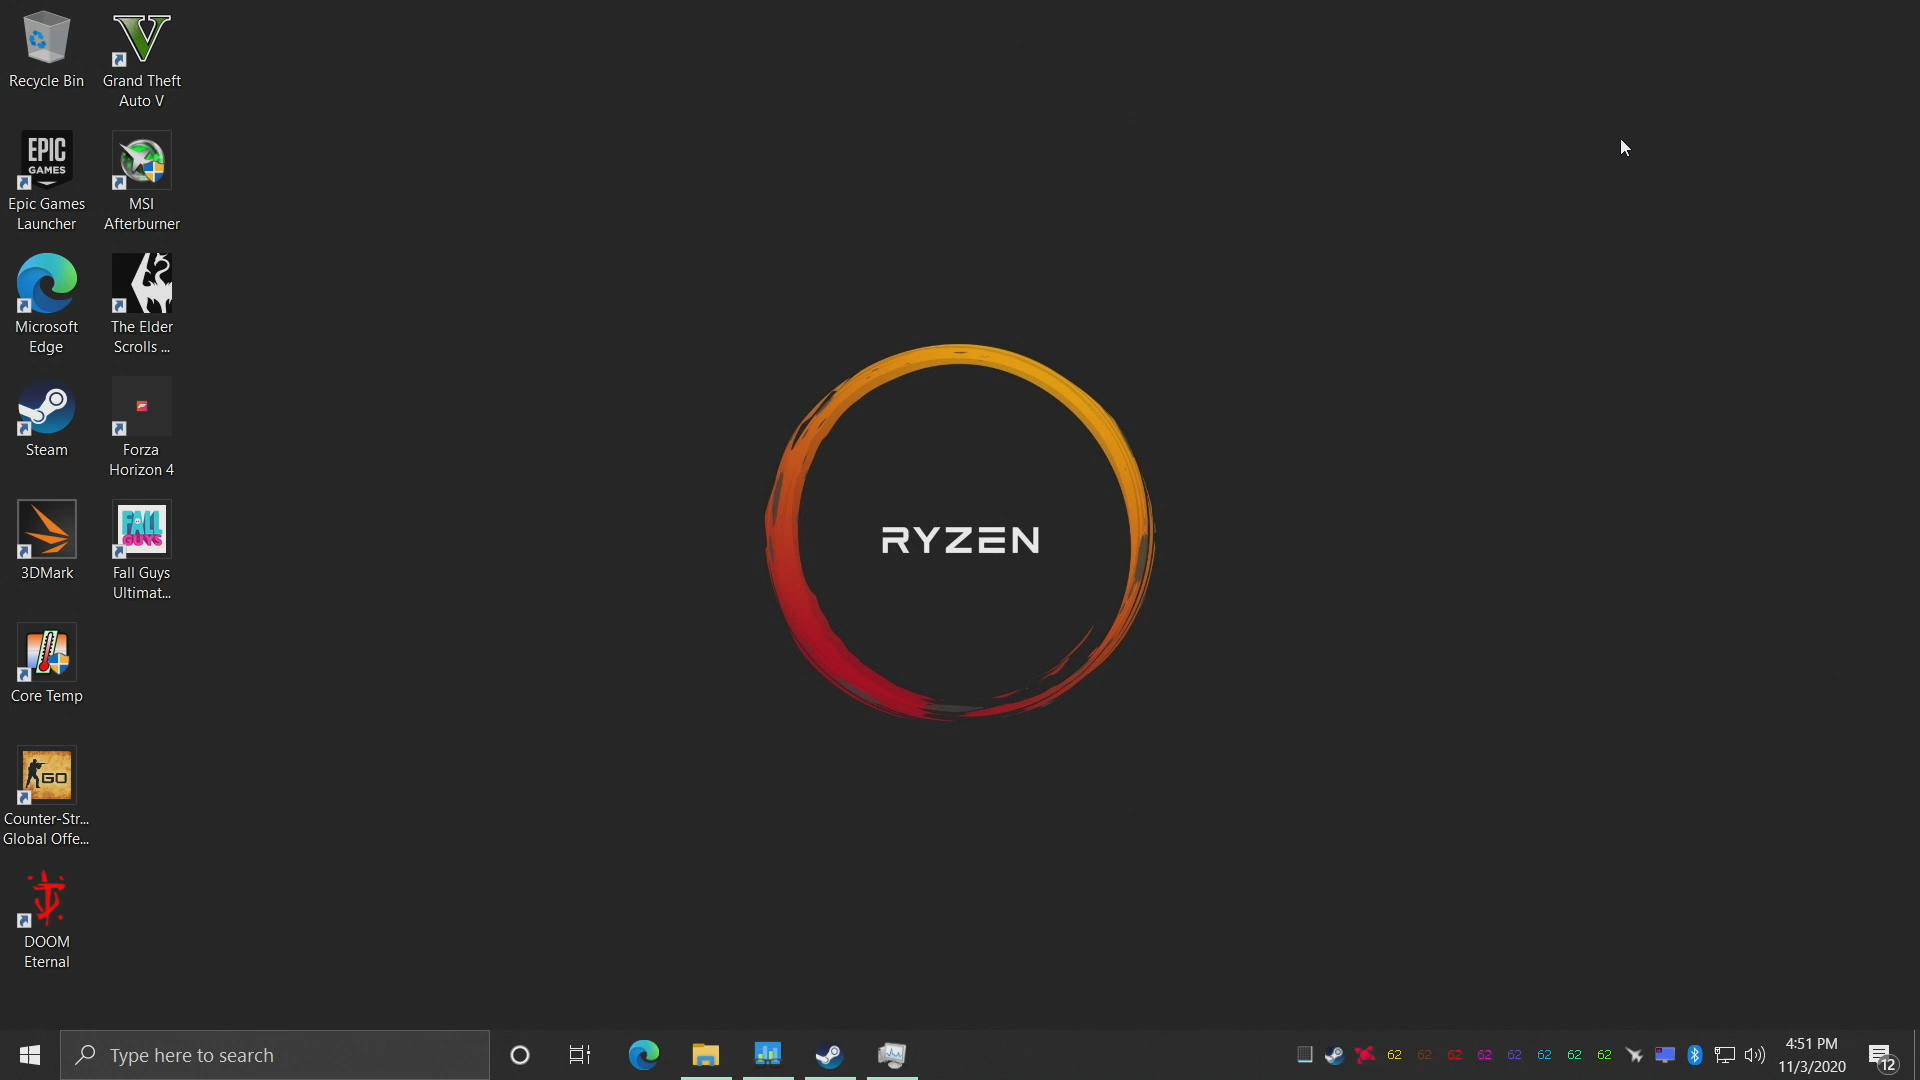 Recycle Bin
Grand Theft
Auto V
EPIC
GAMES
Epic Games
Launcher
MSI
Afterburner
Microsoft
Edge
The Elder
Scrolls ...
Steam
Forza
Horizon 4
3DMark
FALL
GUYS
Fall Guys
Ultimat...
Core Temp
GO
Counter-Str...
Global Offe...
DOOM
Eternal
RYZEN
Type here to search
62 62 62 62 62 62 62 62
4:51 PM
11/3/2020
12